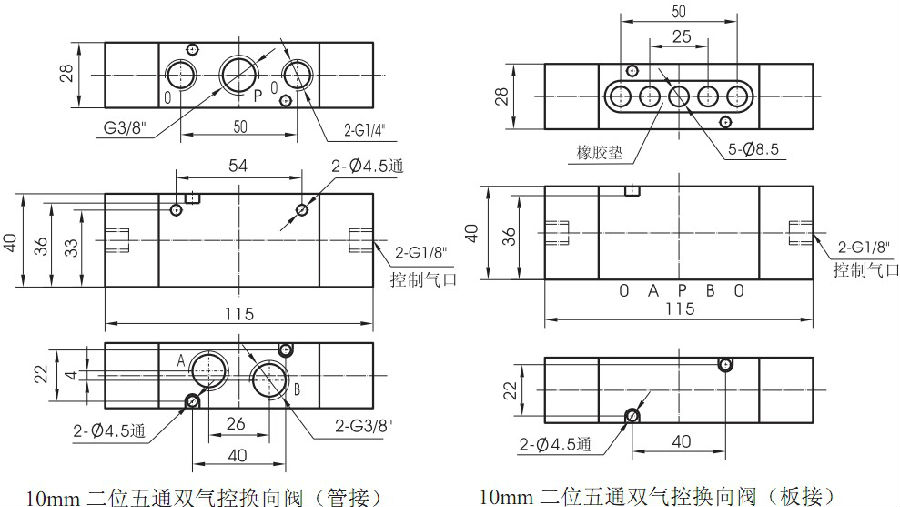 28
O
P
O
G3/8"
50
2-G1/4"
54
2-Ø4.5通
40
36
33
2-G1/8"
控制气口
115
22
4
A
B
2-Ø4.5通
26
2-G3/8"
40
10mm 二位五通双气控换向阀（管接）
50
25
28
橡胶垫
5-Ø8.5
40
36
2-G1/8"
控制气口
O A P B O
115
22
2-Ø4.5通
40
10mm 二位五通双气控换向阀（板接）